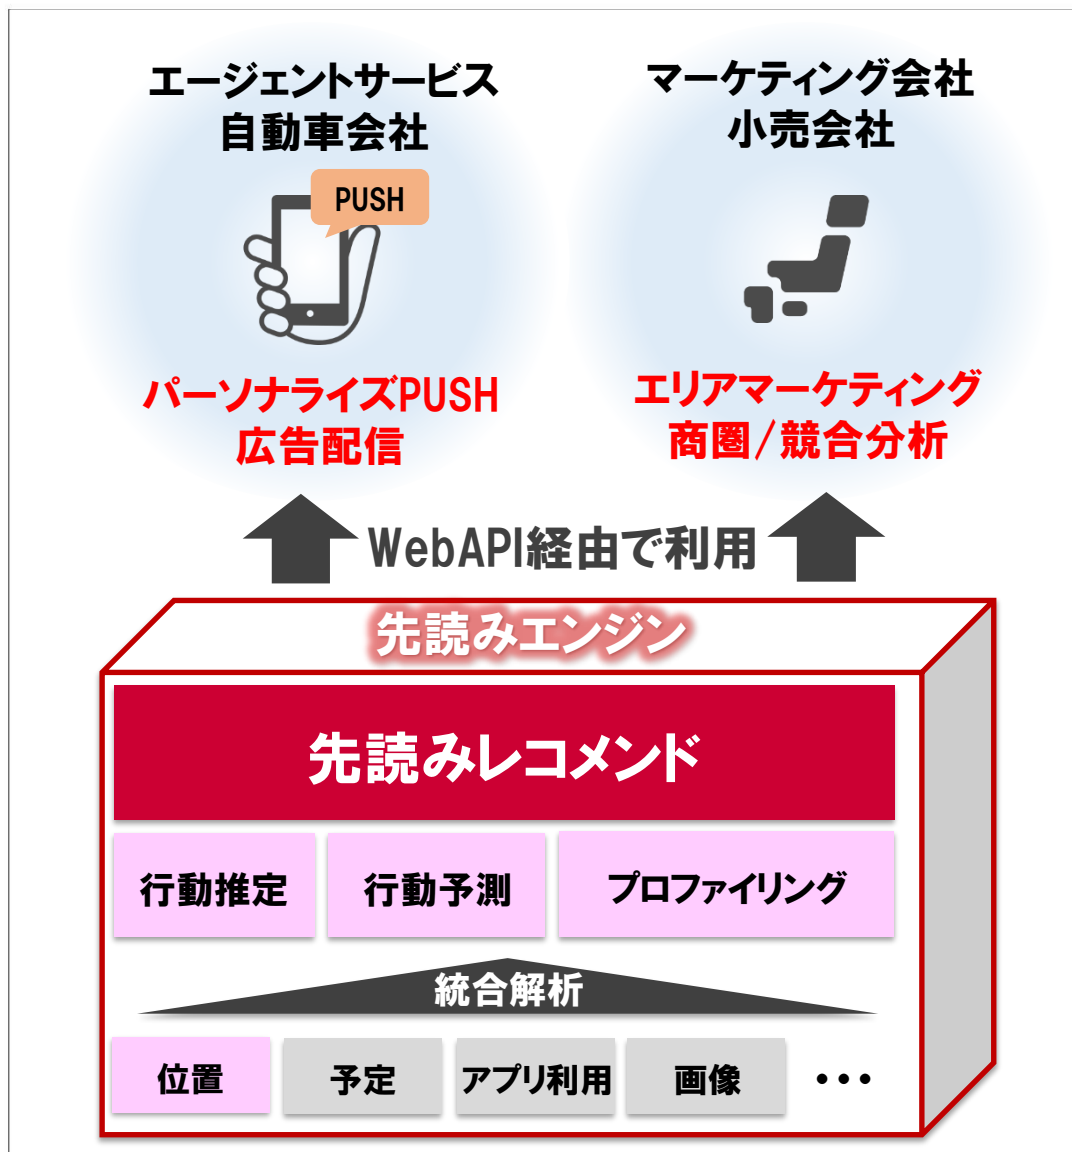 エージェントサービス
自動車会社
PUSH
パーソナライズPUSH
広告配信
マーケティング会社
小売会社
エリアマーケティング
商圏/競合分析
WebAPI経由で利用
先読みエンジン
先読みレコメンド
行動推定
行動予測
プロファイリング
統合解析
位置
予定
アプリ利用
画像
・・・